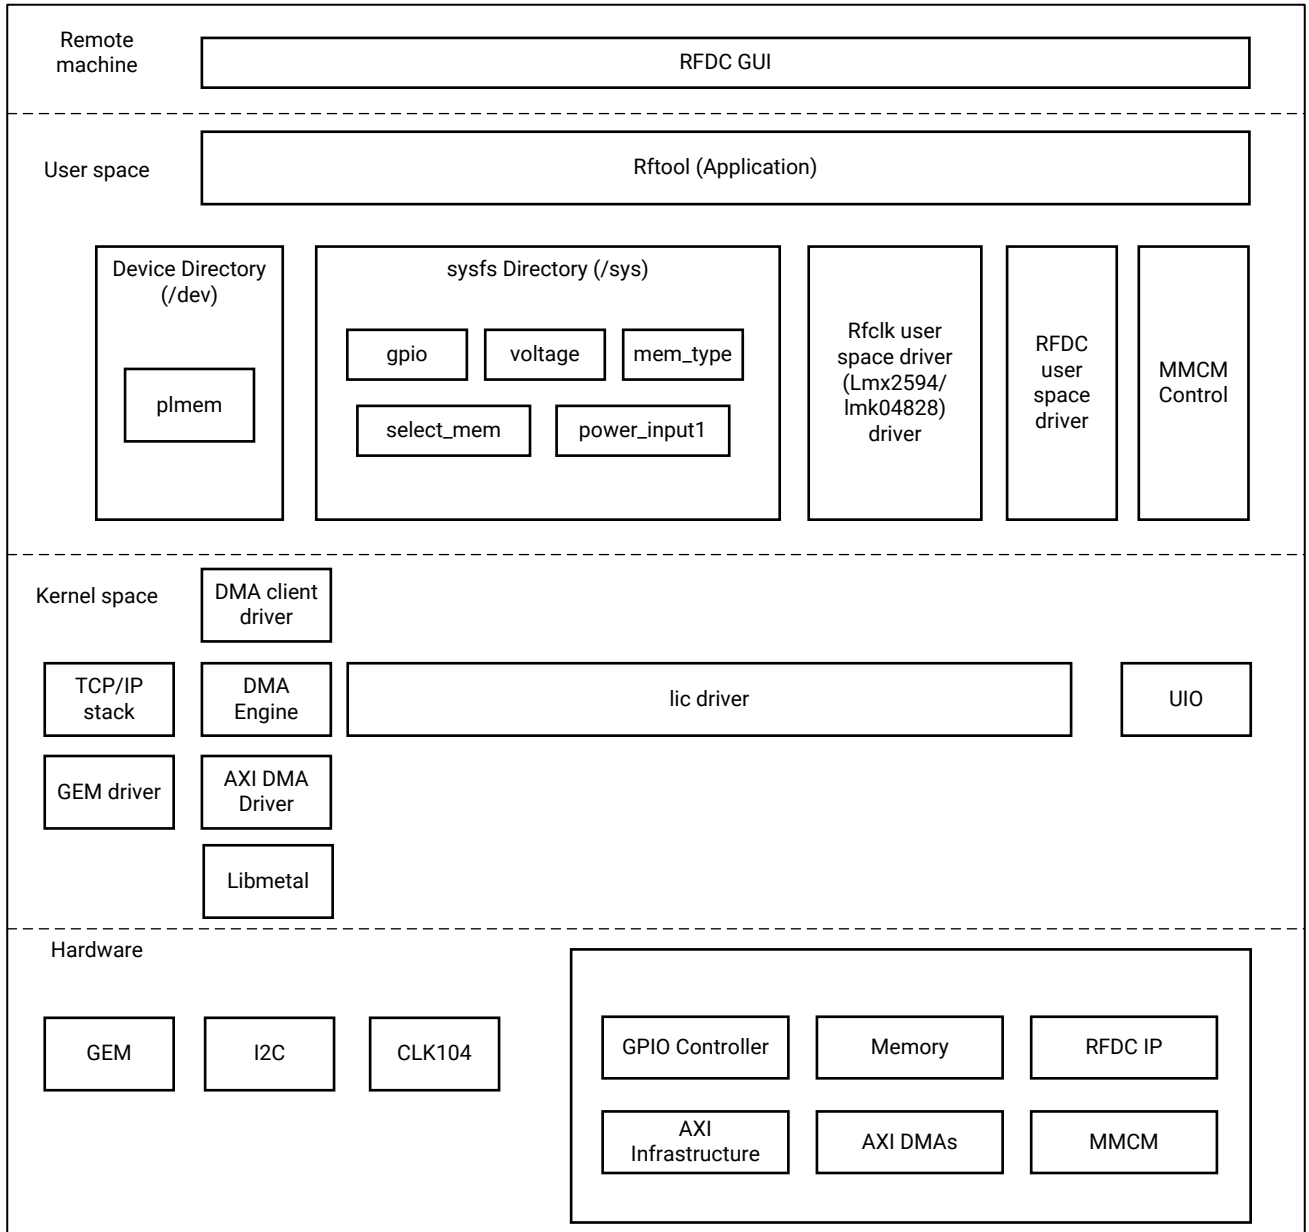 Remote
machine
RFDC GUI
User space
Rftool (Application)
Device Directory
(/dev)
plmem
sysfs Directory (/sys)
gpio
voltage
mem_type
select_mem
power_input1
Rfclk user
space driver
(Lmx2594/
lmk04828)
driver
RFDC
user
space
driver
MMCM
Control
Kernel space
DMA client
driver
TCP/IP
stack
DMA
Engine
lic driver
UIO
GEM driver
AXI DMA
Driver
Libmetal
Hardware
GEM
I2C
CLK104
GPIO Controller
Memory
RFDC IP
AXI
Infrastructure
AXI DMAs
MMCM